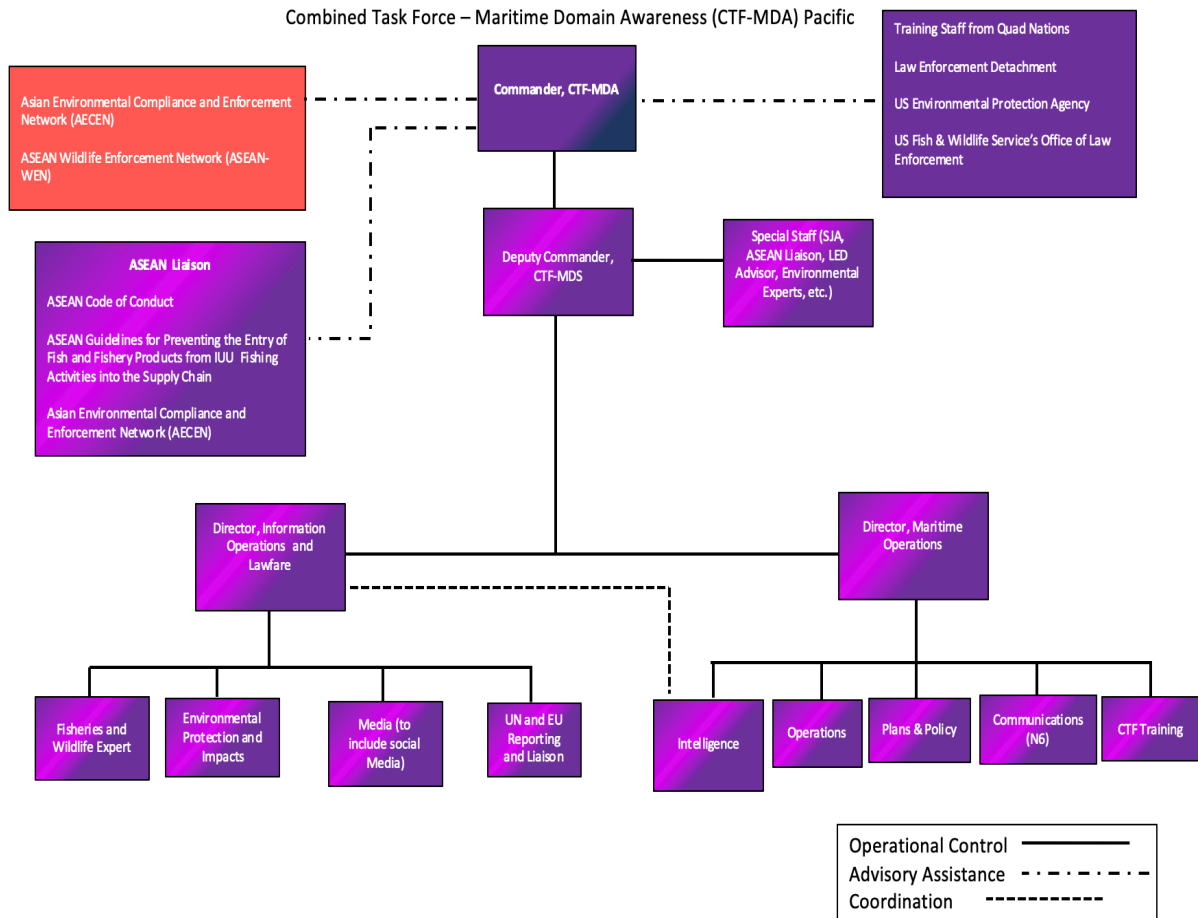 Combined Task Force – Maritime Domain Awareness (CTF-MDA) Pacific
Asian Environmental Compliance and Enforcement
Network (AECEN)
ASEAN Wildlife Enforcement Network (ASEAN-
WEN)
Commander, CTF-MDA
Training Staff from Quad Nations
Law Enforcement Detachment
US Environmental Protection Agency
US Fish & Wildlife Service's Office of Law
Enforcement
ASEAN Liaison
ASEAN Code of Conduct
ASEAN Guidelines for Preventing the Entry of
Fish and Fishery Products from IUU Fishing
Activities into the Supply Chain
Asian Environmental Compliance and
Enforcement Network (AECEN)
Deputy Commander,
CTF-MDS
Special Staff (SJA,
ASEAN Liaison, LED
Advisor, Environmental
Experts, etc.)
Director, Information
Operations and
Lawfare
Director, Maritime
Operations
Fisheries and
Wildlife Expert
Environmental
Protection and
Impacts
Media (to
include social
Media)
UN and EU
Reporting
and Liaison
Intelligence
Operations
Plans & Policy
Communications
(N6)
CTF Training
Operational Control
Advisory Assistance
Coordination